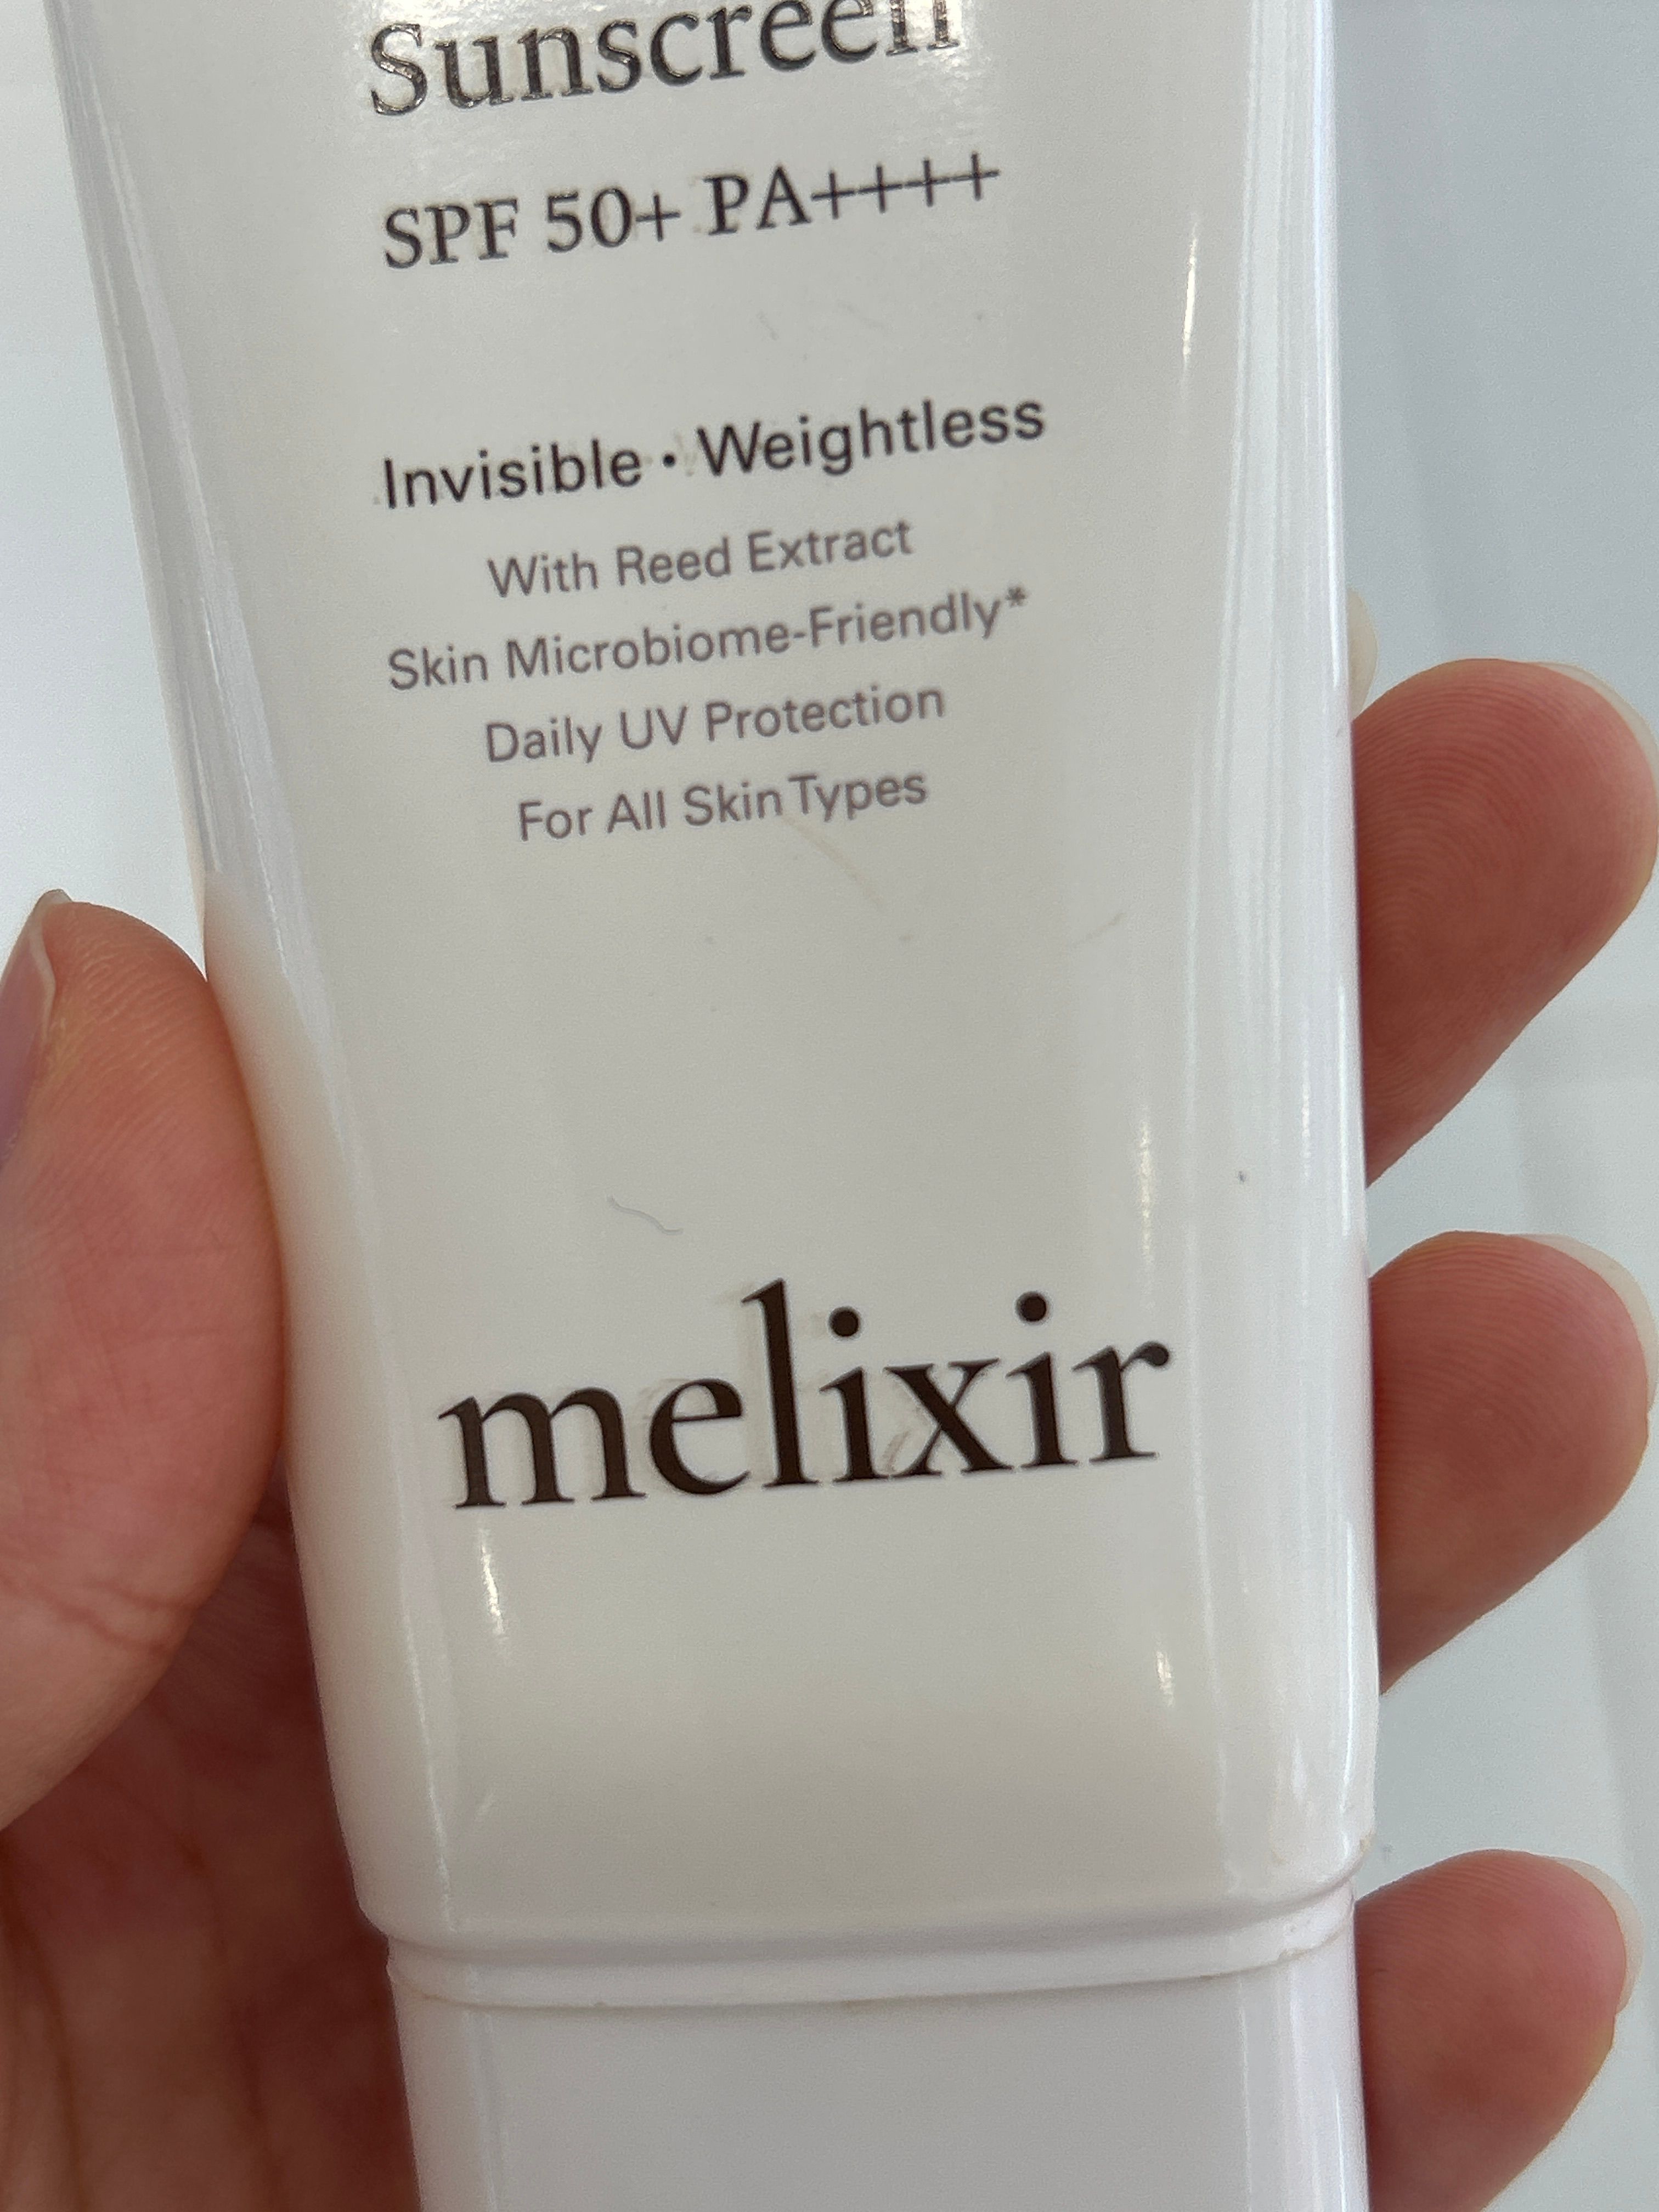 Sunscreen
SPF 50+ PA++++
Invisible • Weightless
With Reed Extract
Skin Microbiome-Friendly*
Daily UV Protection
For All Skin Types
melixir